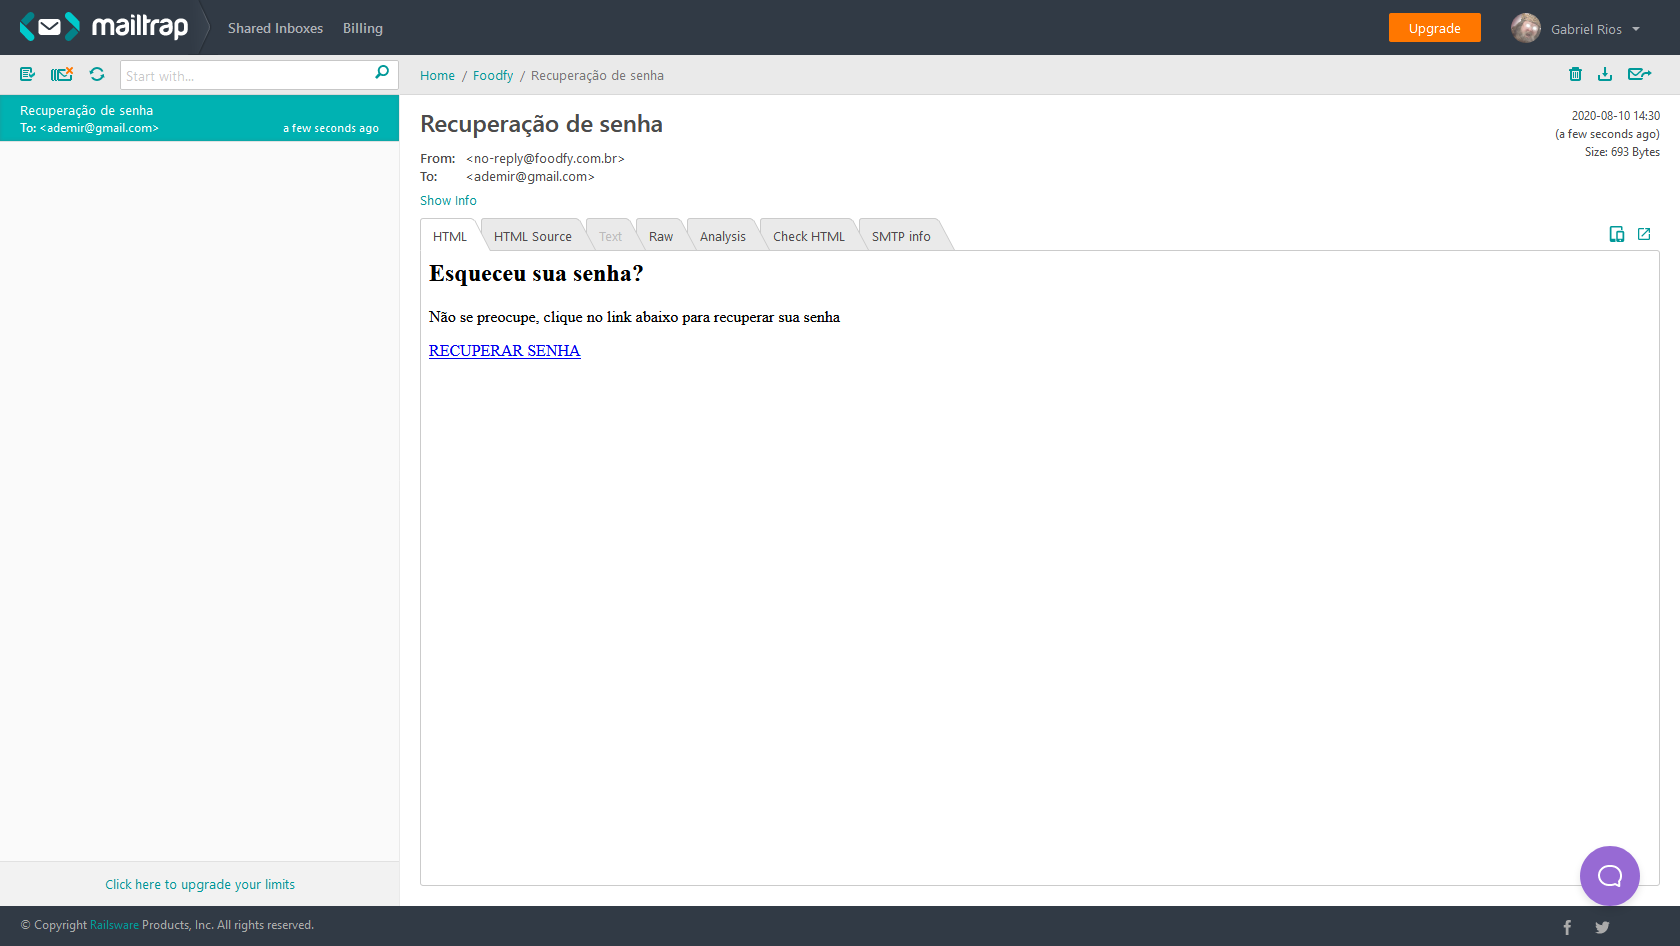 mailtrap
Shared Inboxes
Billing
Upgrade
Gabriel Rios
Start with...
Home / Foodfy / Recuperação de senha
Recuperação de senha
To: <ademir@gmail.com>
a few seconds ago
Recuperação de senha
2020-08-10 14:30
(a few seconds ago)
Size: 693 Bytes
From: <no-reply@foodfy.com.br>
To: <ademir@gmail.com>
Show Info
HTML
HTML Source
Text
Raw
Analysis
Check HTML
SMTP info
Esqueceu sua senha?
Não se preocupe, clique no link abaixo para recuperar sua senha
RECUPERAR SENHA
Click here to upgrade your limits
© Copyright Railsware Products, Inc. All rights reserved.